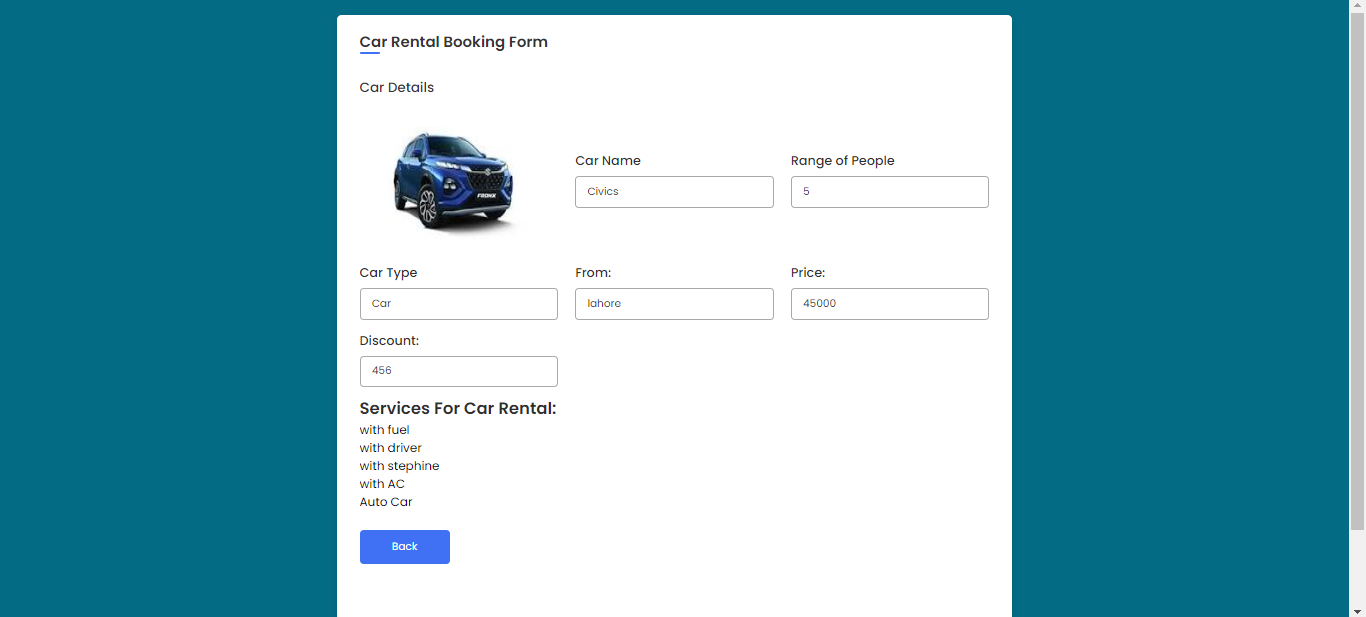 Car Rental Booking Form
Car Details
FRONX
Car Name
Range of People
Civics
5
Car Type
From:
Price:
Car
lahore
45000
Discount:
456
Services For Car Rental:
with fuel
with driver
with stephine
with AC
Auto Car
Back